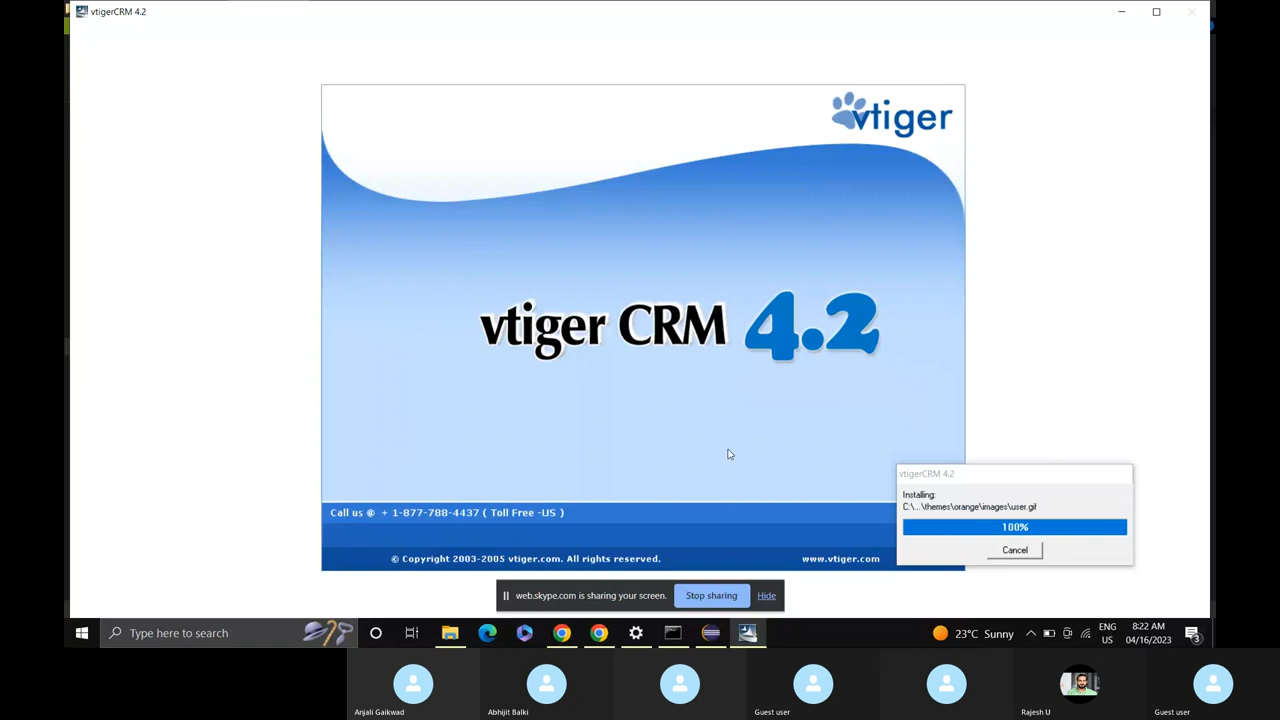 vtigerCRM 4.2
vtiger
vtiger CRM 4.2
vtigerCRM 4.2
Installing:
C:\...\themes\orange\images\user.gif
100%
Cancel
Call us @ + 1-877-788-4437 ( Toll Free -US )
© Copyright 2003-2005 vtiger.com. All rights reserved.
www.vtiger.com
web.skype.com is sharing your screen.
Stop sharing
Hide
Type here to search
23°C Sunny
ENG
US
8:22 AM
04/16/2023
3
Anjali Gaikwad
Abhijit Balki
Guest user
Rajesh U
Guest user